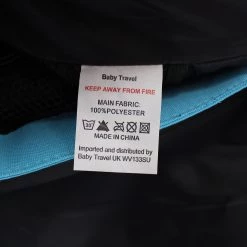 Baby Travel
KEEP AWAY FROM FIRE
MAIN FABRIC:
100%POLYESTER
MADE IN CHINA
Imported and distributed by
Baby Travel UK WV133SU